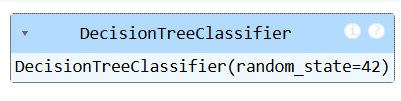 DecisionTreeClassifier i ?
DecisionTreeClassifier(random_state=42)